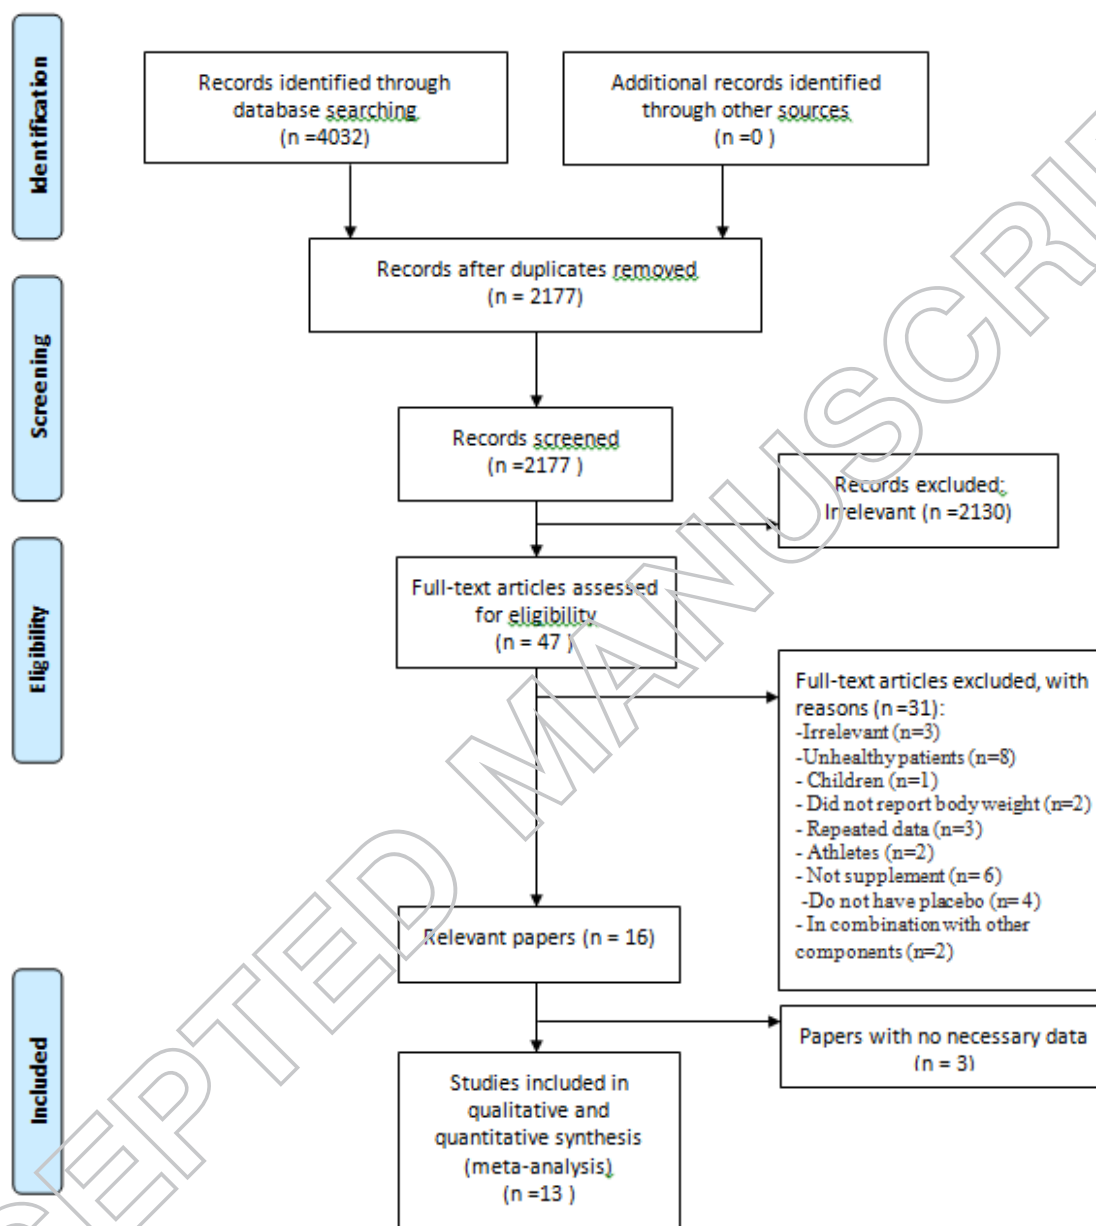 Identification
Records identified through
database searching
(n =4032)
Additional records identified
through other sources
(n =0 )
Records after duplicates removed
(n = 2177)
Screening
Records screened
(n =2177 )
Records excluded;
Irrelevant (n =2130)
Eligibility
Full-text articles assessed
for eligibility
(n = 47 )
Full-text articles excluded, with
reasons (n =31):
-Irrelevant (n=3)
-Unhealthy patients (n=8)
- Children (n=1)
- Did not report body weight (n=2)
- Repeated data (n=3)
- Athletes (n=2)
- Not supplement (n= 6)
-Do not have placebo (n= 4)
- In combination with other
components (n=2)
Relevant papers (n = 16)
Included
Papers with no necessary data
(n = 3)
Studies included in
qualitative and
quantitative synthesis
(meta-analysis)
(n =13 )
CEPTED MANUSCRIP